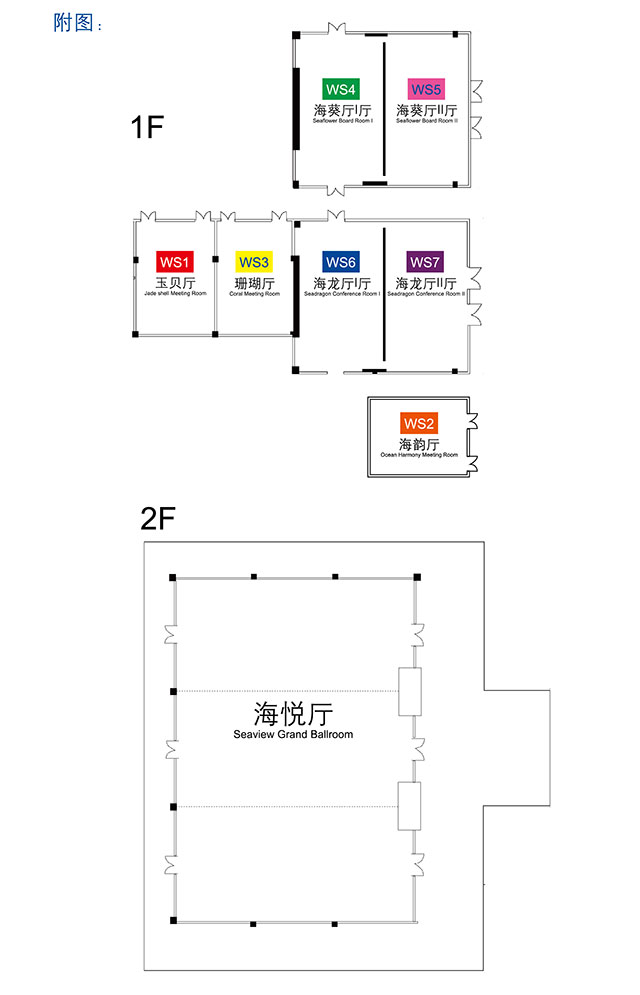 附图：
1F
WS4
海葵厅I厅
Seaflower Board Room I
WS5
海葵厅II厅
Seaflower Board Room II
WS1
玉贝厅
Jade shell Meeting Room
WS3
珊瑚厅
Coral Meeting Room
WS6
海龙厅I厅
Seadragon Conference Room I
WS7
海龙厅II厅
Seadragon Conference Room II
WS2
海韵厅
Ocean Harmony Meeting Room
2F
海悦厅
Seaview Grand Ballroom